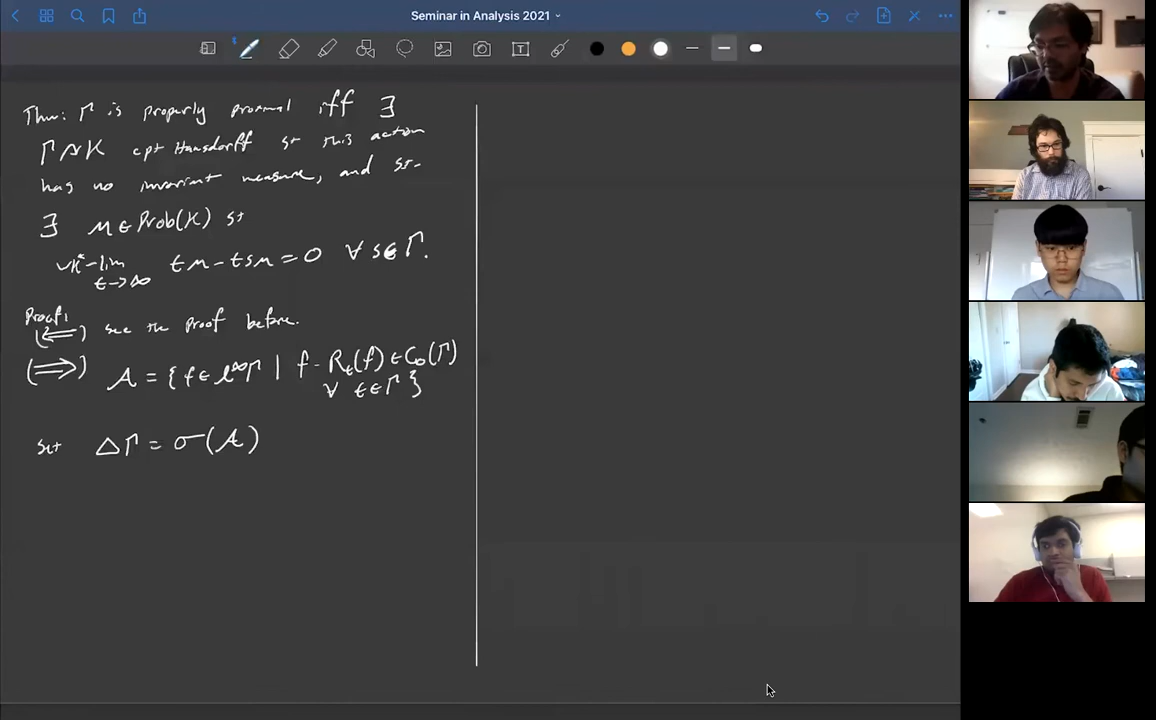 Seminar in Analysis 2021
Thm: Γ is properly proximal iff ∃
Γ↷K cpt Hausdorff st this action
has no invariant measure, and st.
∃ μ ∈ Prob(K) st
wk*-lim tμ - tsμ = 0 ∀ s∈Γ.
t→∞
Proof:
(⇐) see the proof before.
(⇒) A = { f ∈ ℓ^∞Γ | f - R_t(f) ∈ C_0(Γ)
∀ t∈Γ }
Set ΔΓ = σ(A)